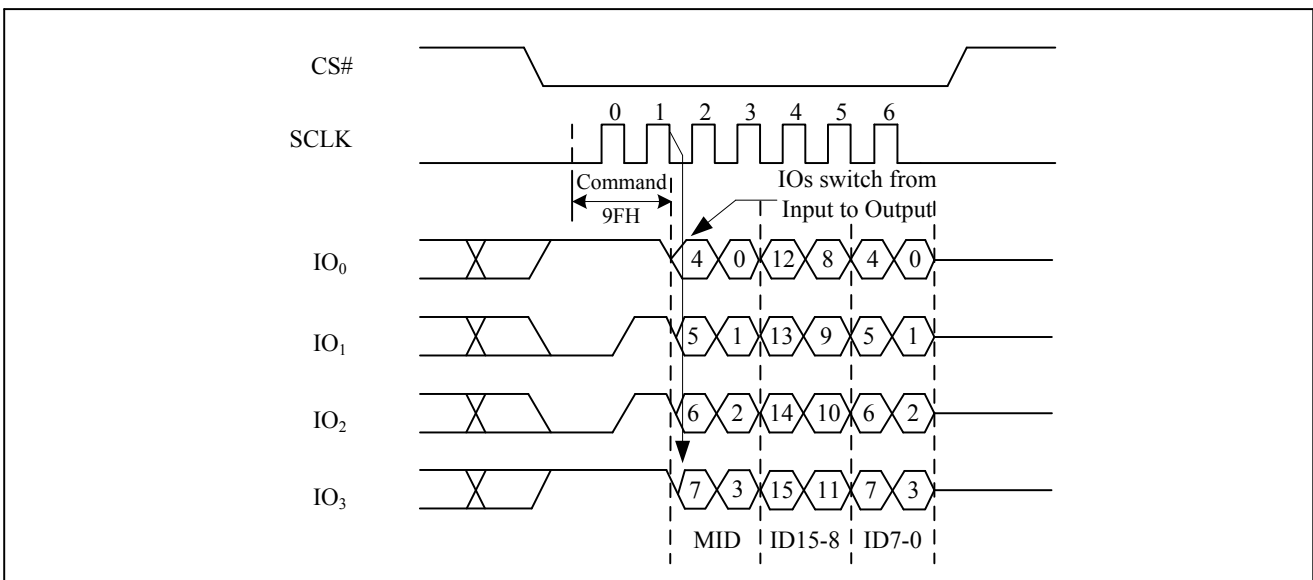 CS#
0 1 2 3 4 5 6
SCLK
Command
9FH
IOs switch from
Input to Output
IO₀
4 0 12 8 4 0
IO₁
5 1 13 9 5 1
IO₂
6 2 14 10 6 2
IO₃
7 3 15 11 7 3
MID ID15-8 ID7-0